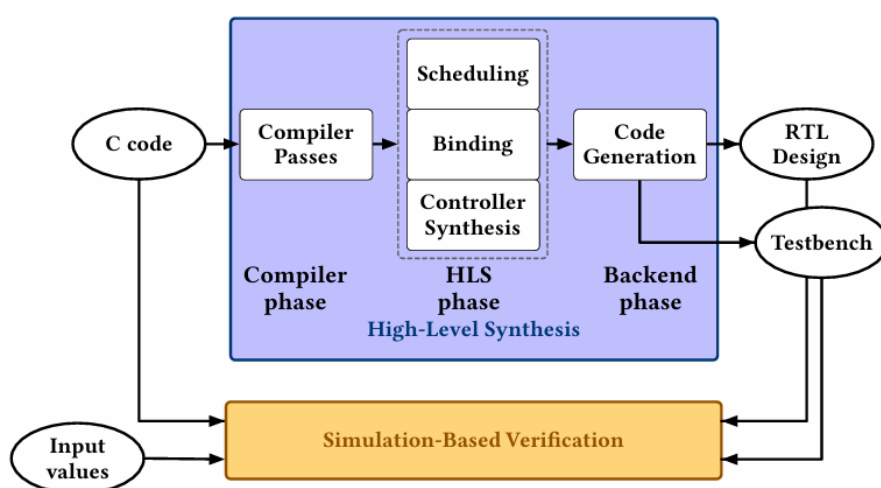 C code
Compiler
Passes
Scheduling
Binding
Controller
Synthesis
Code
Generation
RTL
Design
Testbench
Compiler
phase
HLS
phase
Backend
phase
High-Level Synthesis
Simulation-Based Verification
Input
values